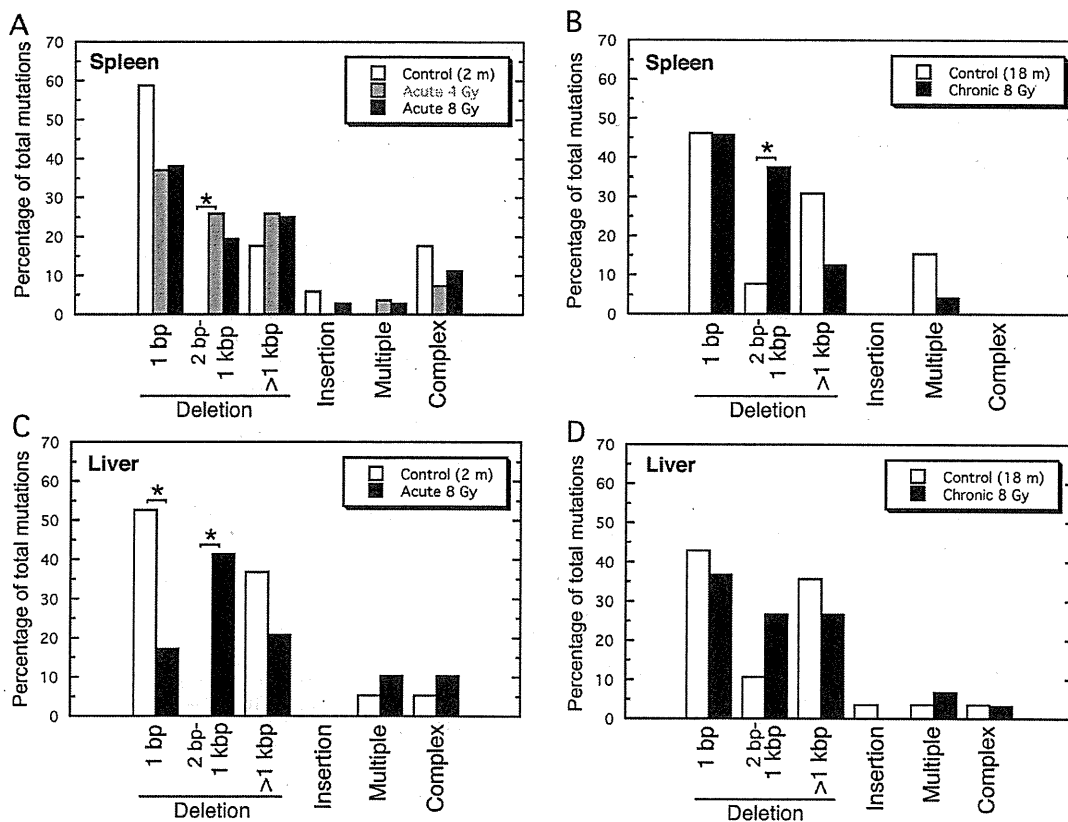 A
Spleen
Control (2 m)
Acute 4 Gy
Acute 8 Gy
Percentage of total mutations
70
60
50
40
30
20
10
0
*
1 bp
2 bp-
1 kbp
>1 kbp
Insertion
Multiple
Complex
Deletion
B
Spleen
Control (18 m)
Chronic 8 Gy
Percentage of total mutations
70
60
50
40
30
20
10
0
*
1 bp
2 bp-
1 kbp
>1 kbp
Insertion
Multiple
Complex
Deletion
C
Liver
Control (2 m)
Acute 8 Gy
Percentage of total mutations
70
60
50
40
30
20
10
0
*
*
1 bp
2 bp-
1 kbp
>1 kbp
Insertion
Multiple
Complex
Deletion
D
Liver
Control (18 m)
Chronic 8 Gy
Percentage of total mutations
70
60
50
40
30
20
10
0
1 bp
2 bp-
1 kbp
>1 kbp
Insertion
Multiple
Complex
Deletion